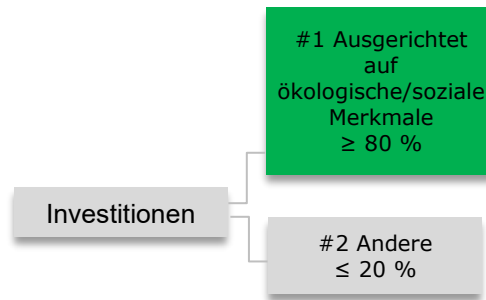 #1 Ausgerichtet
auf
ökologische/soziale
Merkmale
≥ 80 %
Investitionen
#2 Andere
≤ 20 %